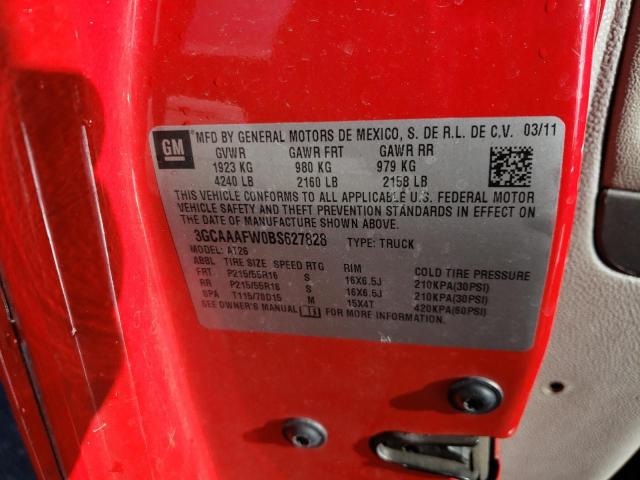 GM MFD BY GENERAL MOTORS DE MEXICO, S. DE R.L. DE C.V. 03/11
GVWR GAWR FRT GAWR RR
1923 KG 980 KG 979 KG
4240 LB 2160 LB 2158 LB
THIS VEHICLE CONFORMS TO ALL APPLICABLE U.S. FEDERAL MOTOR
VEHICLE SAFETY AND THEFT PREVENTION STANDARDS IN EFFECT
ON THE DATE OF MANUFACTURE SHOWN ABOVE.
3GCAAAFW0BS627828 TYPE: TRUCK
MODEL: AT26
ABBL TIRE SIZE SPEED RTG RIM COLD TIRE PRESSURE
FRT P215/55R16 S 16X6.5J 210KPA(30PSI)
RR P215/55R16 S 16X6.5J 210KPA(30PSI)
SPA T115/70D15 M 15X4T 420KPA(60PSI)
SEE OWNER'S MANUAL i FOR MORE INFORMATION.